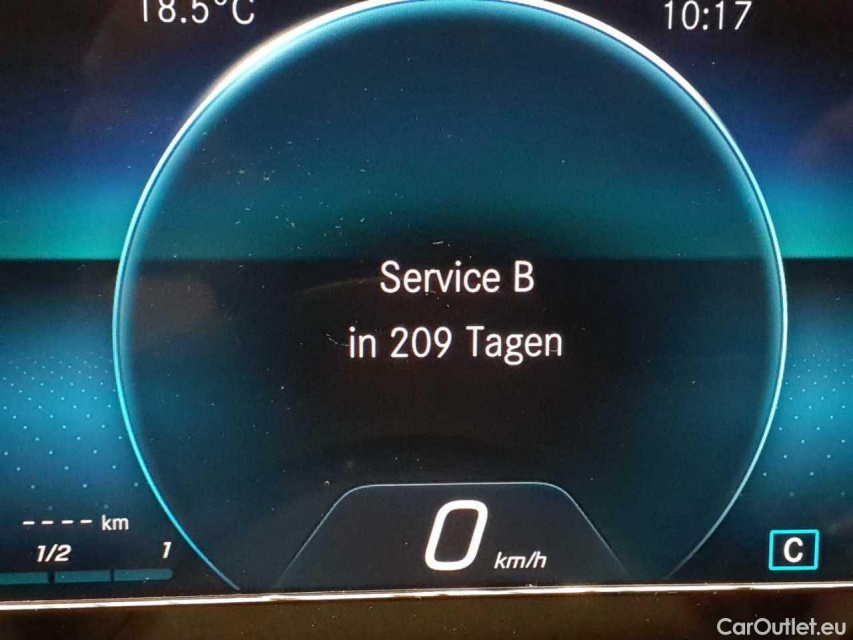 18.5°C
10:17
Service B
in 209 Tagen
---- km
1/2 1
0 km/h
C
CarOutlet.eu